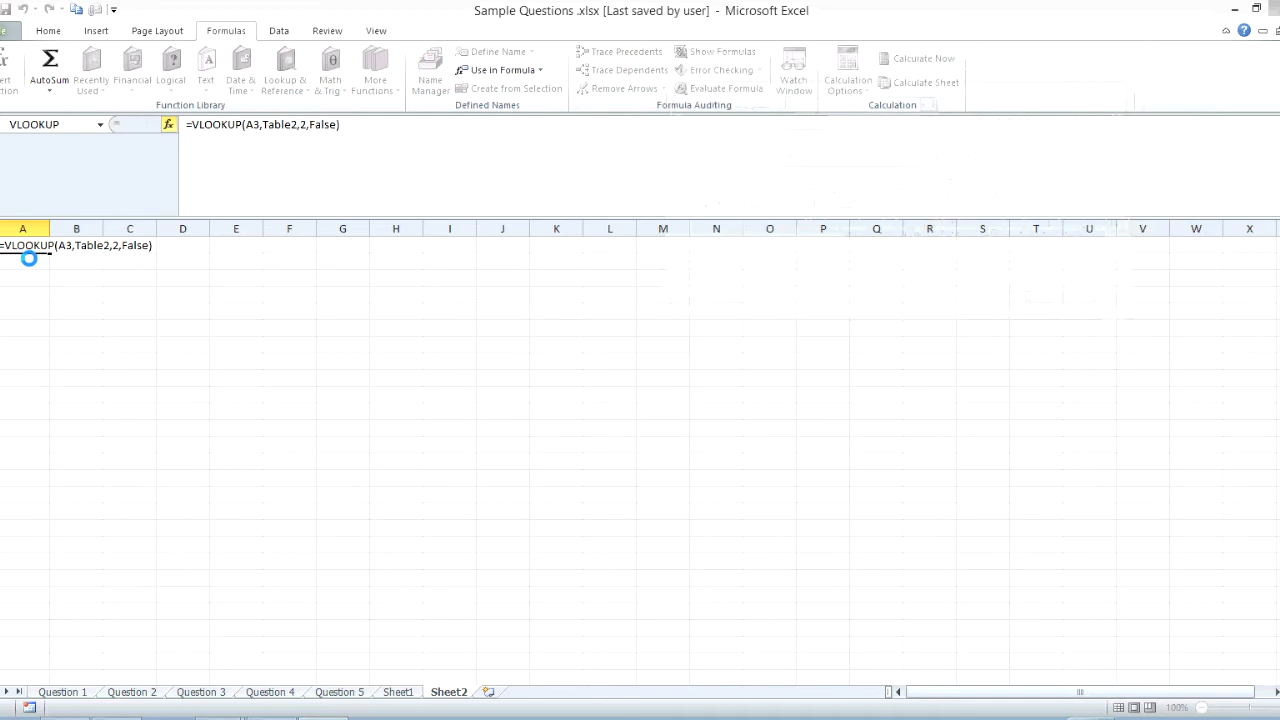 Sample Questions .xlsx [Last saved by user] - Microsoft Excel
Home Insert Page Layout Formulas Data Review View
AutoSum Recently Used Financial Logical Text Date & Time Lookup & Reference Math & Trig More Functions
Function Library
Name Manager
Define Name
Use in Formula
Create from Selection
Defined Names
Trace Precedents Show Formulas
Trace Dependents Error Checking
Remove Arrows Evaluate Formula
Formula Auditing
Watch Window
Calculation Options
Calculate Now
Calculate Sheet
Calculation
VLOOKUP fx =VLOOKUP(A3,Table2,2,False)
A B C D E F G H I J K L M N O P Q R S T U V W X
=VLOOKUP(A3,Table2,2,False)
Question 1 Question 2 Question 3 Question 4 Question 5 Sheet1 Sheet2
100%